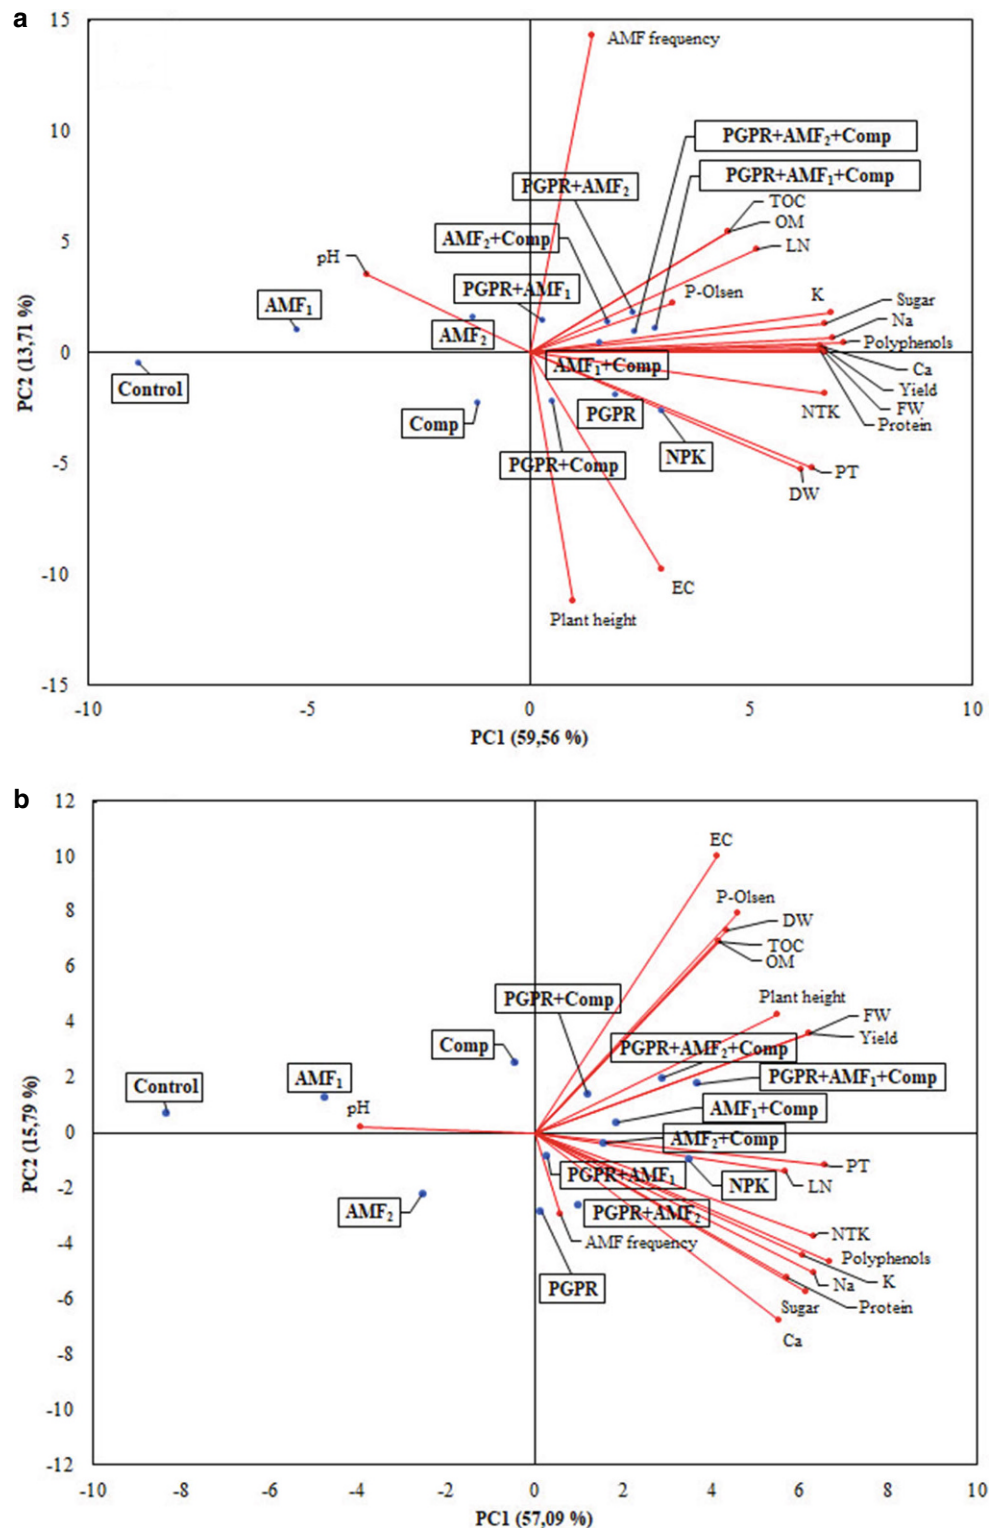 a
15
AMF frequency
10
PGPR+AMF₂+Comp
PGPR+AMF₁+Comp
PGPR+AMF₂
TOC
OM
5
AMF₂+Comp
LN
pH
PGPR+AMF₁
P-Olsen
K
Sugar
AMF₁
Na
AMF₂
Polyphenols
0
AMF₁+Comp
Ca
Control
Yield
FW
NTK
Protein
Comp
PGPR
PGPR+Comp
NPK
-5
PT
DW
-10
EC
Plant height
-15
PC2 (13,71 %)
-10 -5 0 5 10
PC1 (59,56 %)
b
12
EC
10
P-Olsen
8
DW
TOC
OM
6
PGPR+Comp
Plant height
4
FW
Yield
Comp
PGPR+AMF₂+Comp
2
Control
AMF₁
PGPR+AMF₁+Comp
pH
AMF₁+Comp
0
AMF₂+Comp
PT
PGPR+AMF₁
NPK
LN
-2
AMF₂
PGPR+AMF₂
NTK
-4
AMF frequency
Polyphenols
PGPR
Na
K
-6
Sugar
Protein
Ca
-8
-10
-12
PC2 (15,79 %)
-10 -8 -6 -4 -2 0 2 4 6 8 10
PC1 (57,09 %)